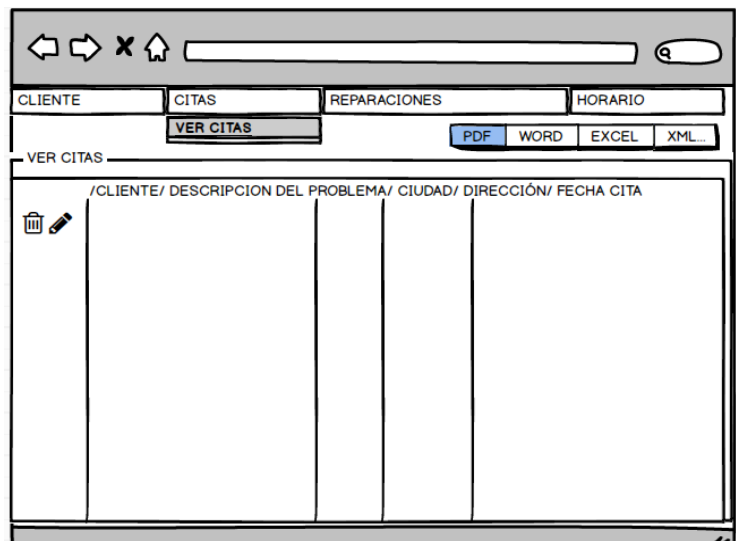 CLIENTE CITAS REPARACIONES HORARIO
VER CITAS
PDF WORD EXCEL XML...
VER CITAS
/CLIENTE/ DESCRIPCION DEL PROBLEMA/ CIUDAD/ DIRECCIÓN/ FECHA CITA